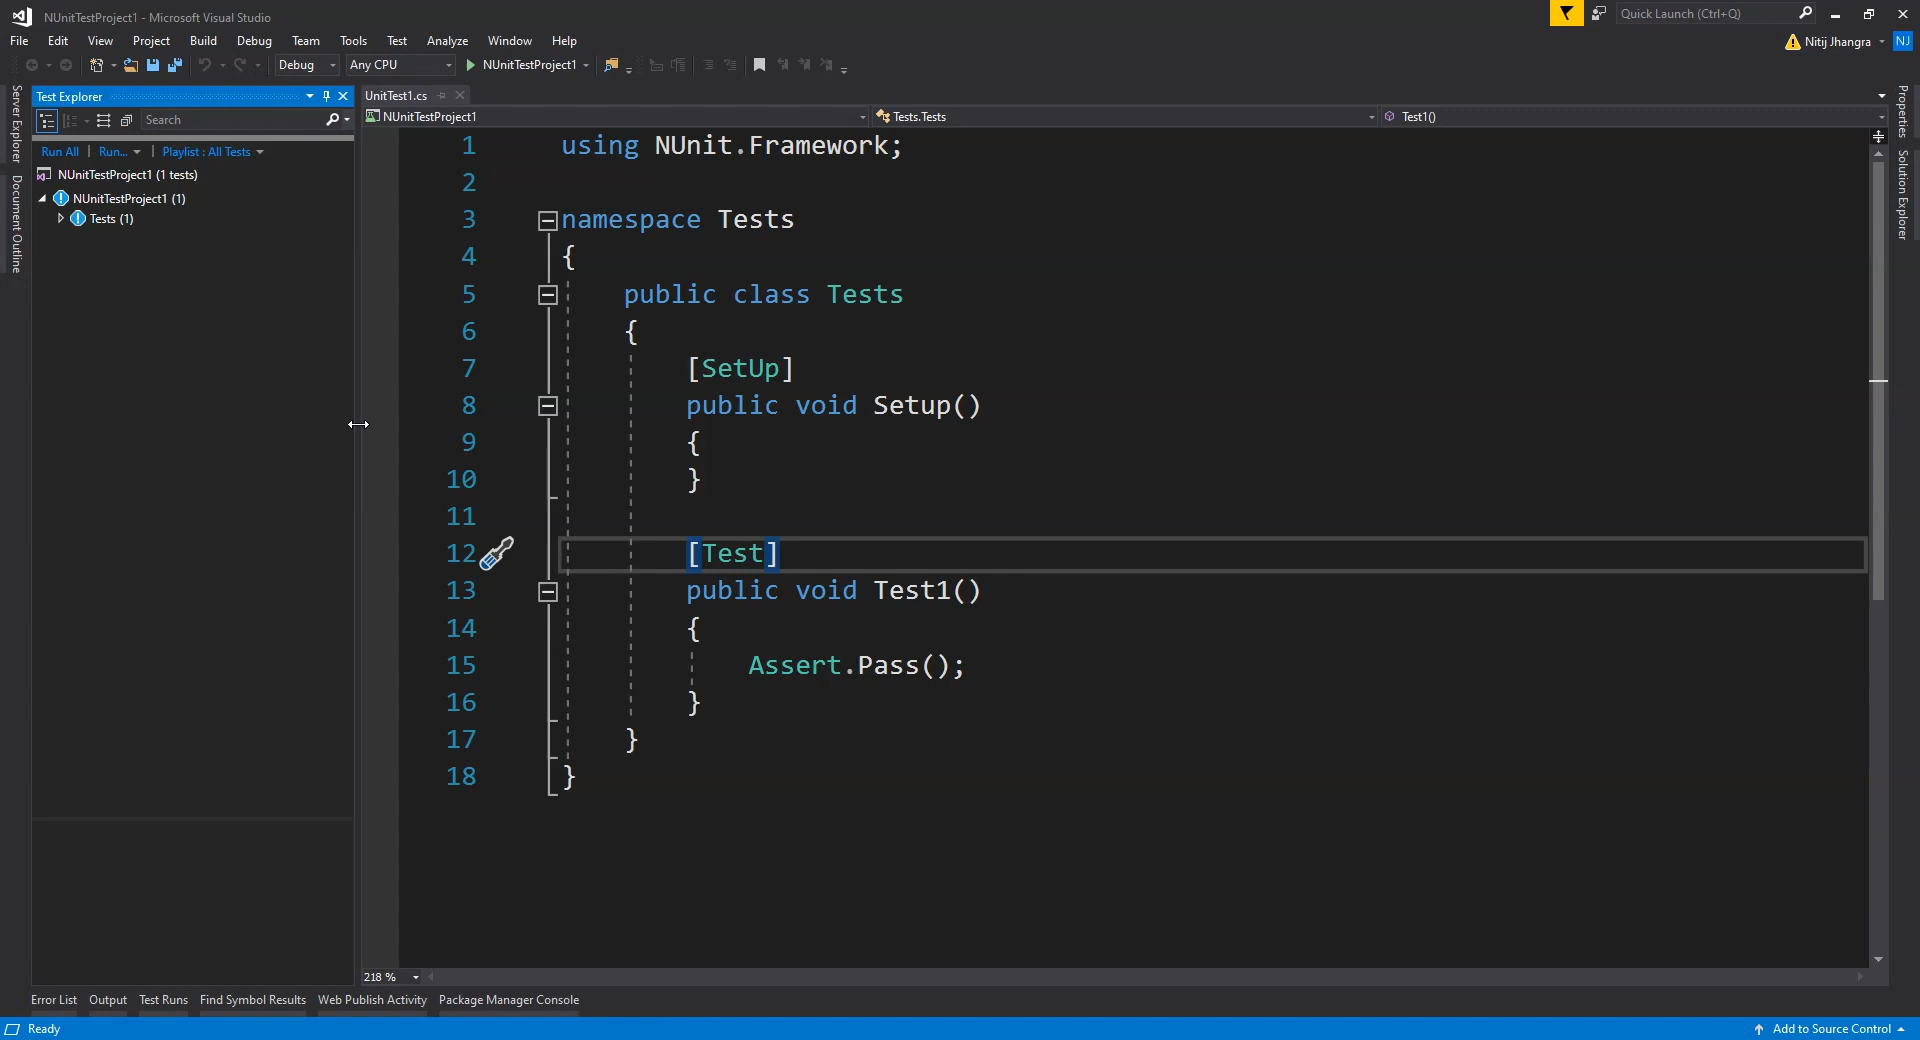 NUnitTestProject1 - Microsoft Visual Studio
Quick Launch (Ctrl+Q)
File Edit View Project Build Debug Team Tools Test Analyze Window Help
Nitij Jhangra NJ
Debug Any CPU NUnitTestProject1
Server Explorer
Document Outline
Test Explorer
Search
Run All | Run... | Playlist : All Tests
NUnitTestProject1 (1 tests)
NUnitTestProject1 (1)
Tests (1)
UnitTest1.cs
NUnitTestProject1 Tests.Tests Test1()
1 using NUnit.Framework;
2
3 namespace Tests
4 {
5 public class Tests
6 {
7 [SetUp]
8 public void Setup()
9 {
10 }
11
12 [Test]
13 public void Test1()
14 {
15 Assert.Pass();
16 }
17 }
18 }
218 %
Properties
Solution Explorer
Error List Output Test Runs Find Symbol Results Web Publish Activity Package Manager Console
Ready Add to Source Control